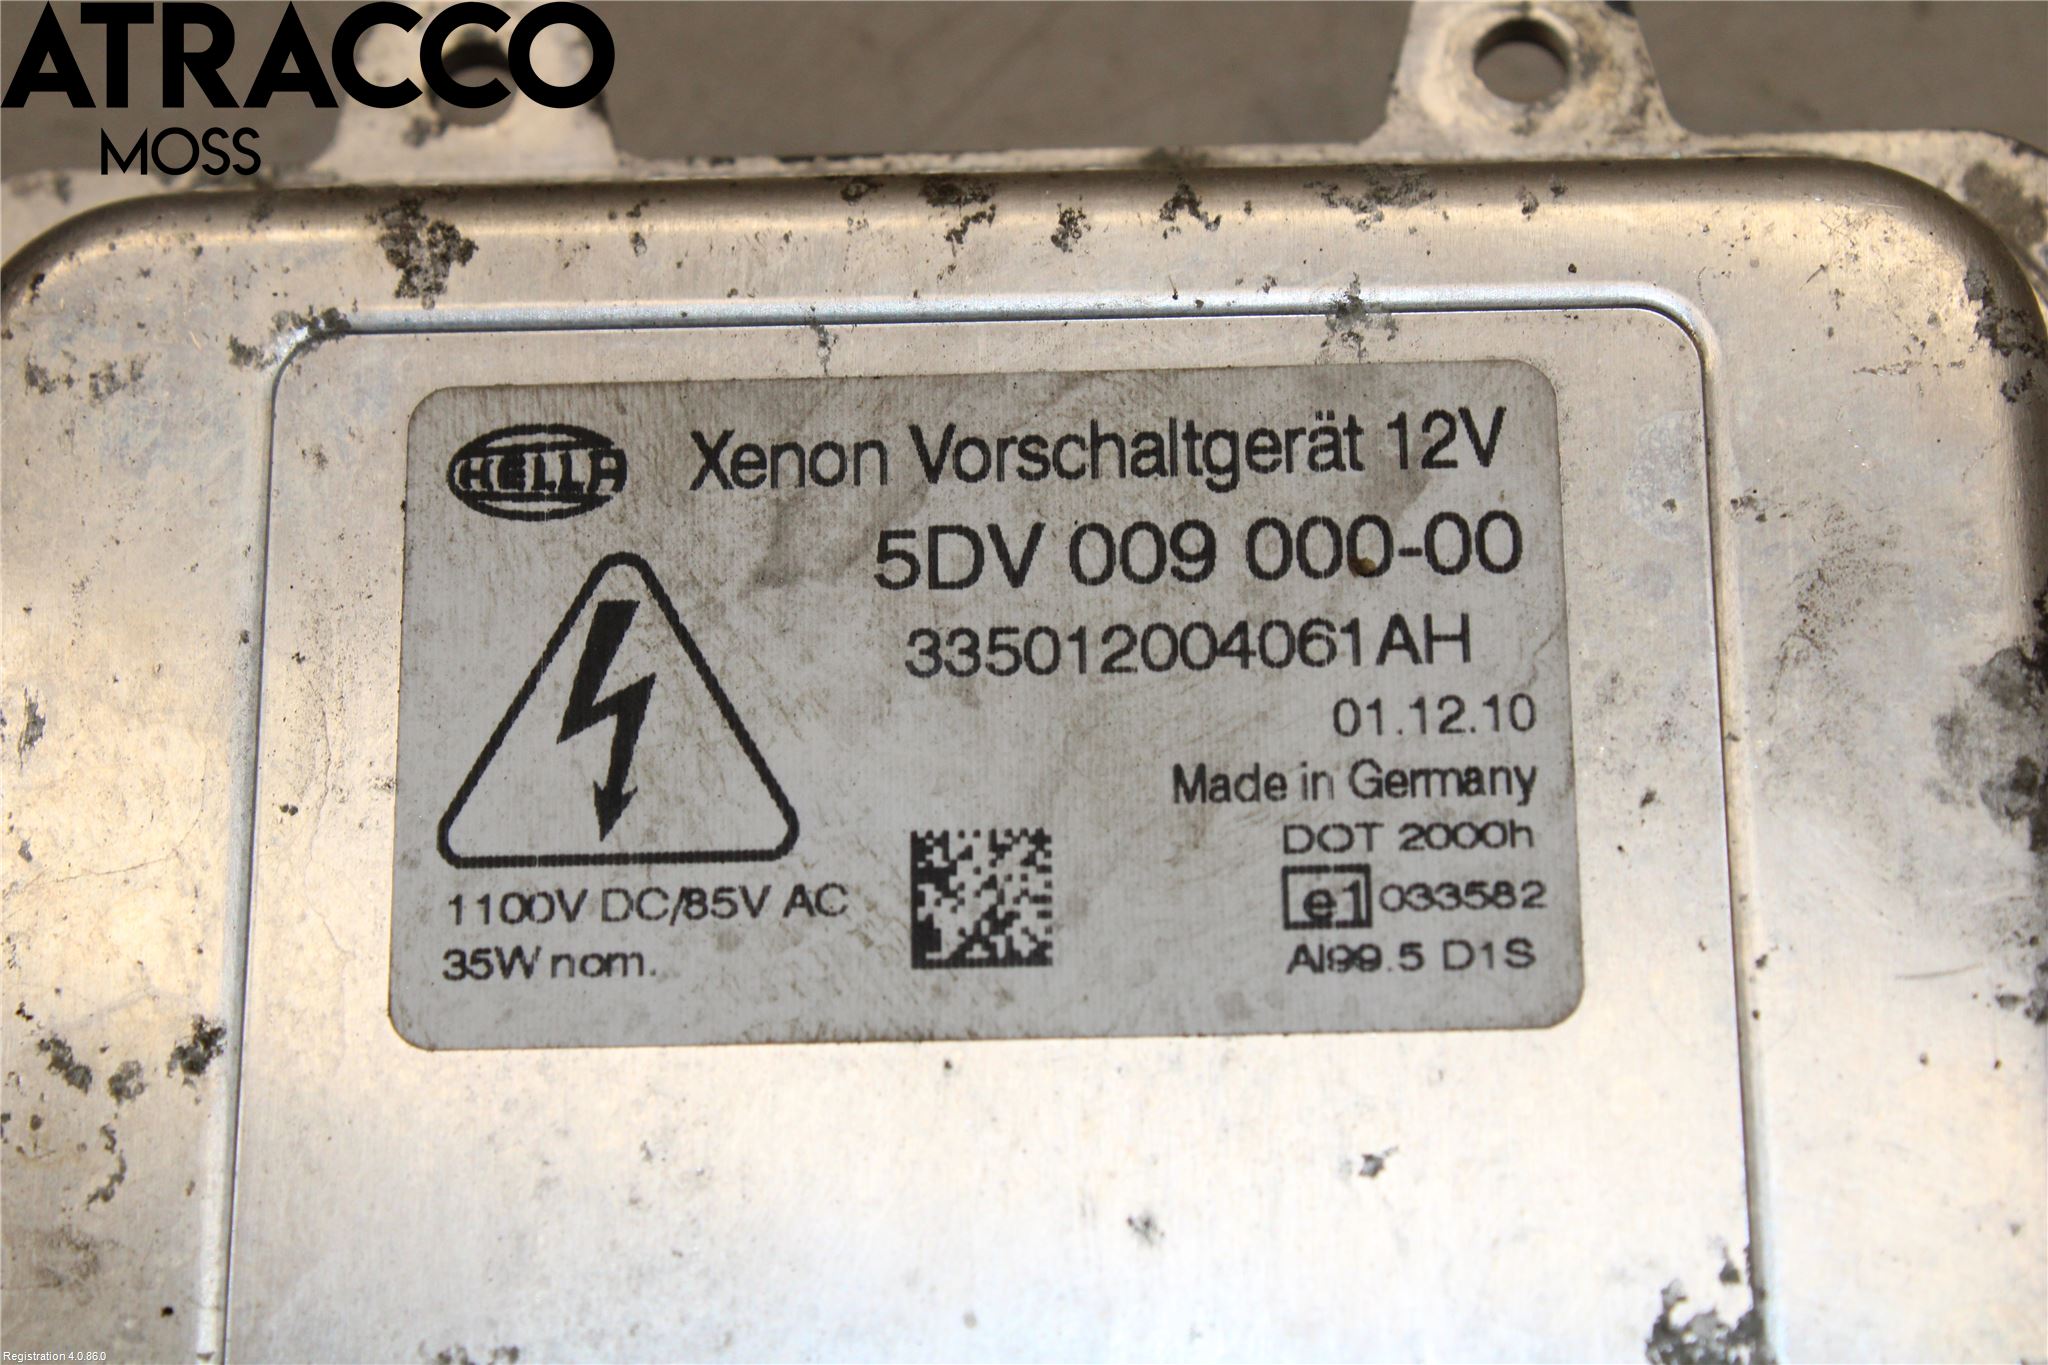 ATRACCO
MOSS
HELLA
Xenon Vorschaltgerät 12V
5DV 009 000-00
335012004061AH
01.12.10
Made in Germany
DOT 2000h
e1 033582
AI99.5 D1S
1100V DC/85V AC
35W nom.
Registration 4.0.86.0